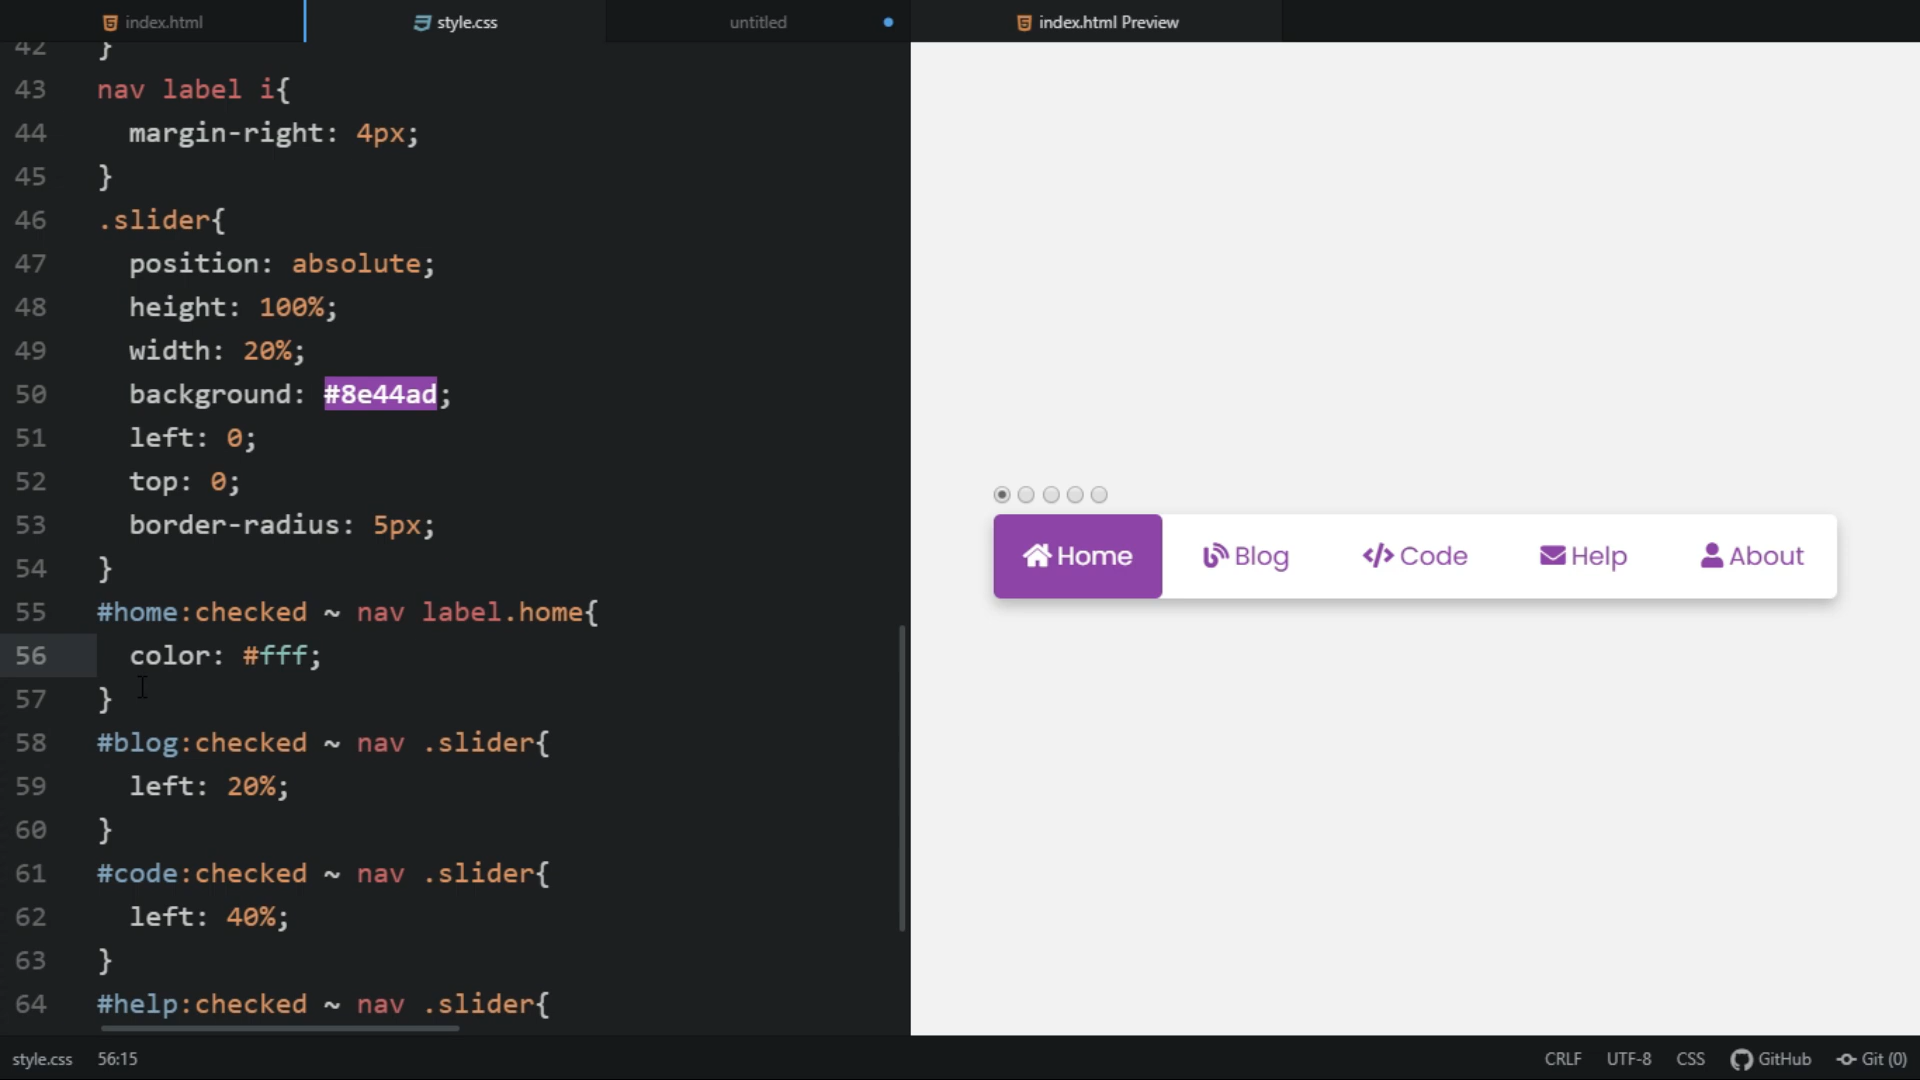 index.html
style.css
untitled
index.html Preview
42 }
43 nav label i{
44 margin-right: 4px;
45 }
46 .slider{
47 position: absolute;
48 height: 100%;
49 width: 20%;
50 background: #8e44ad;
51 left: 0;
52 top: 0;
53 border-radius: 5px;
54 }
55 #home:checked ~ nav label.home{
56 color: #fff;
57 }
58 #blog:checked ~ nav .slider{
59 left: 20%;
60 }
61 #code:checked ~ nav .slider{
62 left: 40%;
63 }
64 #help:checked ~ nav .slider{
Home
Blog
Code
Help
About
style.css 56:15
CRLF UTF-8 CSS GitHub Git (0)